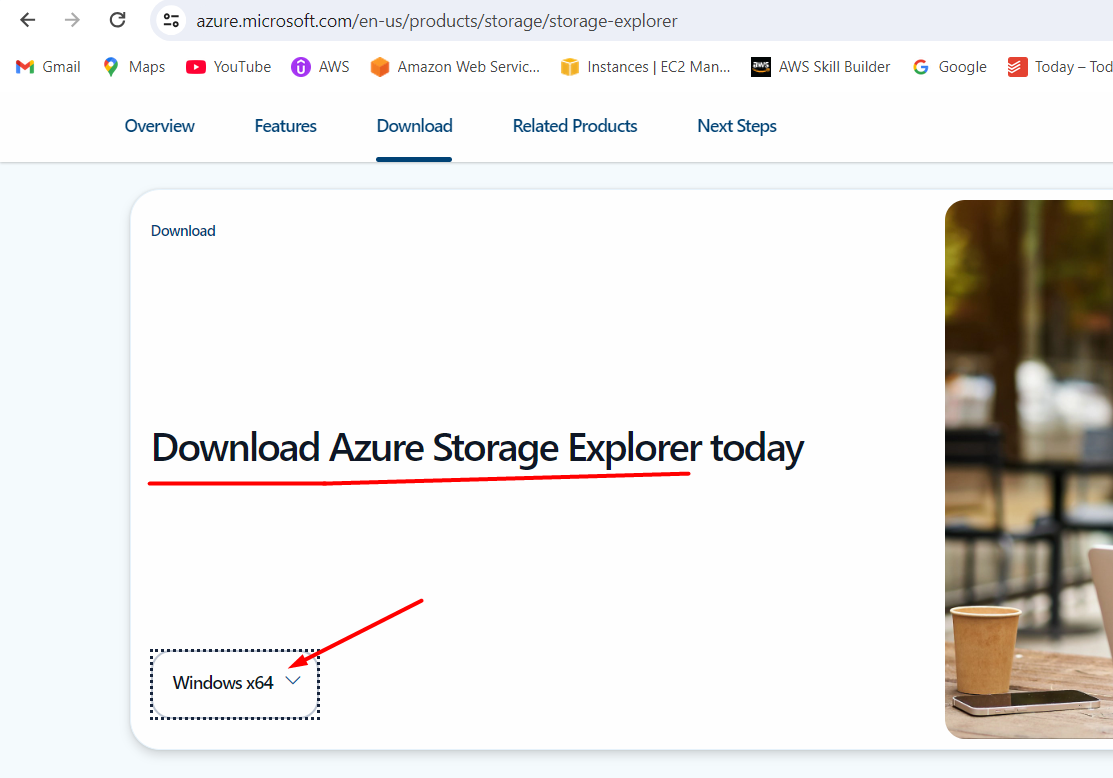 azure.microsoft.com/en-us/products/storage/storage-explorer
Gmail Maps YouTube AWS Amazon Web Servic... Instances | EC2 Man... AWS Skill Builder Google Today – Tod
Overview Features Download Related Products Next Steps
Download
Download Azure Storage Explorer today
Windows x64